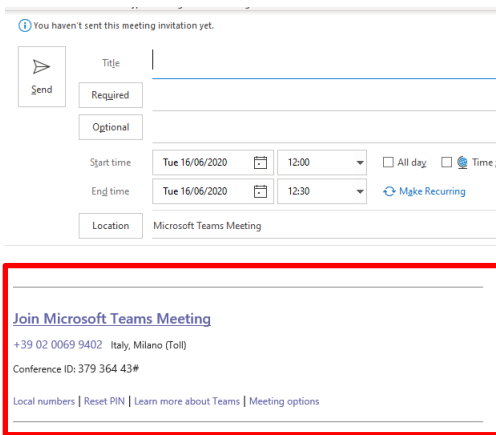 You haven't sent this meeting invitation yet.
Send
Title
Required
Optional
Start time Tue 16/06/2020 12:00 All day Time
End time Tue 16/06/2020 12:30 Make Recurring
Location Microsoft Teams Meeting
Join Microsoft Teams Meeting
+39 02 0069 9402 Italy, Milano (Toll)
Conference ID: 379 364 43#
Local numbers | Reset PIN | Learn more about Teams | Meeting options